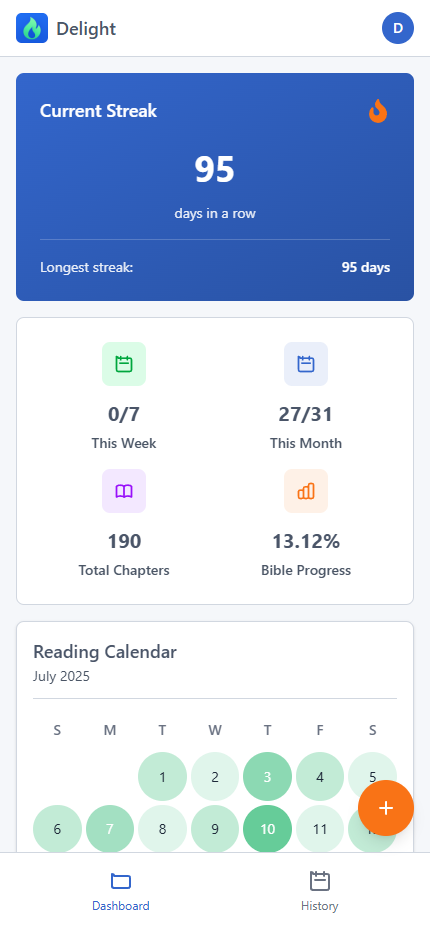 Delight
D
Current Streak
95
days in a row
Longest streak: 95 days
0/7 27/31
This Week This Month
190 13.12%
Total Chapters Bible Progress
Reading Calendar
July 2025
S M T W T F S
1 2 3 4 5
6 7 8 9 10 11
Dashboard History